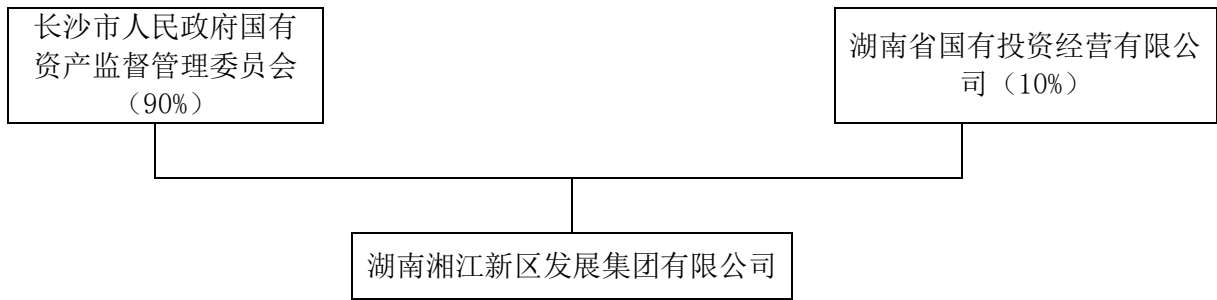 长沙市人民政府国有
资产监督管理委员会
（90%）
湖南省国有投资经营有限公
司（10%）
湖南湘江新区发展集团有限公司